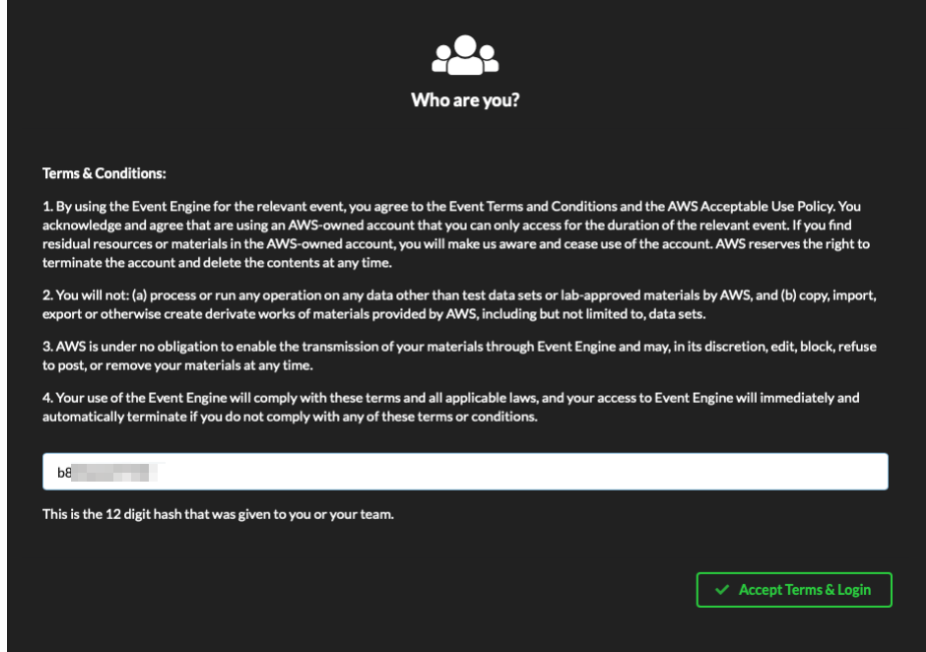 Who are you?
Terms & Conditions:
1. By using the Event Engine for the relevant event, you agree to the Event Terms and Conditions and the AWS Acceptable Use Policy. You
acknowledge and agree that are using an AWS-owned account that you can only access for the duration of the relevant event. If you find
residual resources or materials in the AWS-owned account, you will make us aware and cease use of the account. AWS reserves the right to
terminate the account and delete the contents at any time.
2. You will not: (a) process or run any operation on any data other than test data sets or lab-approved materials by AWS, and (b) copy, import,
export or otherwise create derivate works of materials provided by AWS, including but not limited to, data sets.
3. AWS is under no obligation to enable the transmission of your materials through Event Engine and may, in its discretion, edit, block, refuse
to post, or remove your materials at any time.
4. Your use of the Event Engine will comply with these terms and all applicable laws, and your access to Event Engine will immediately and
automatically terminate if you do not comply with any of these terms or conditions.
b8
This is the 12 digit hash that was given to you or your team.
Accept Terms & Login